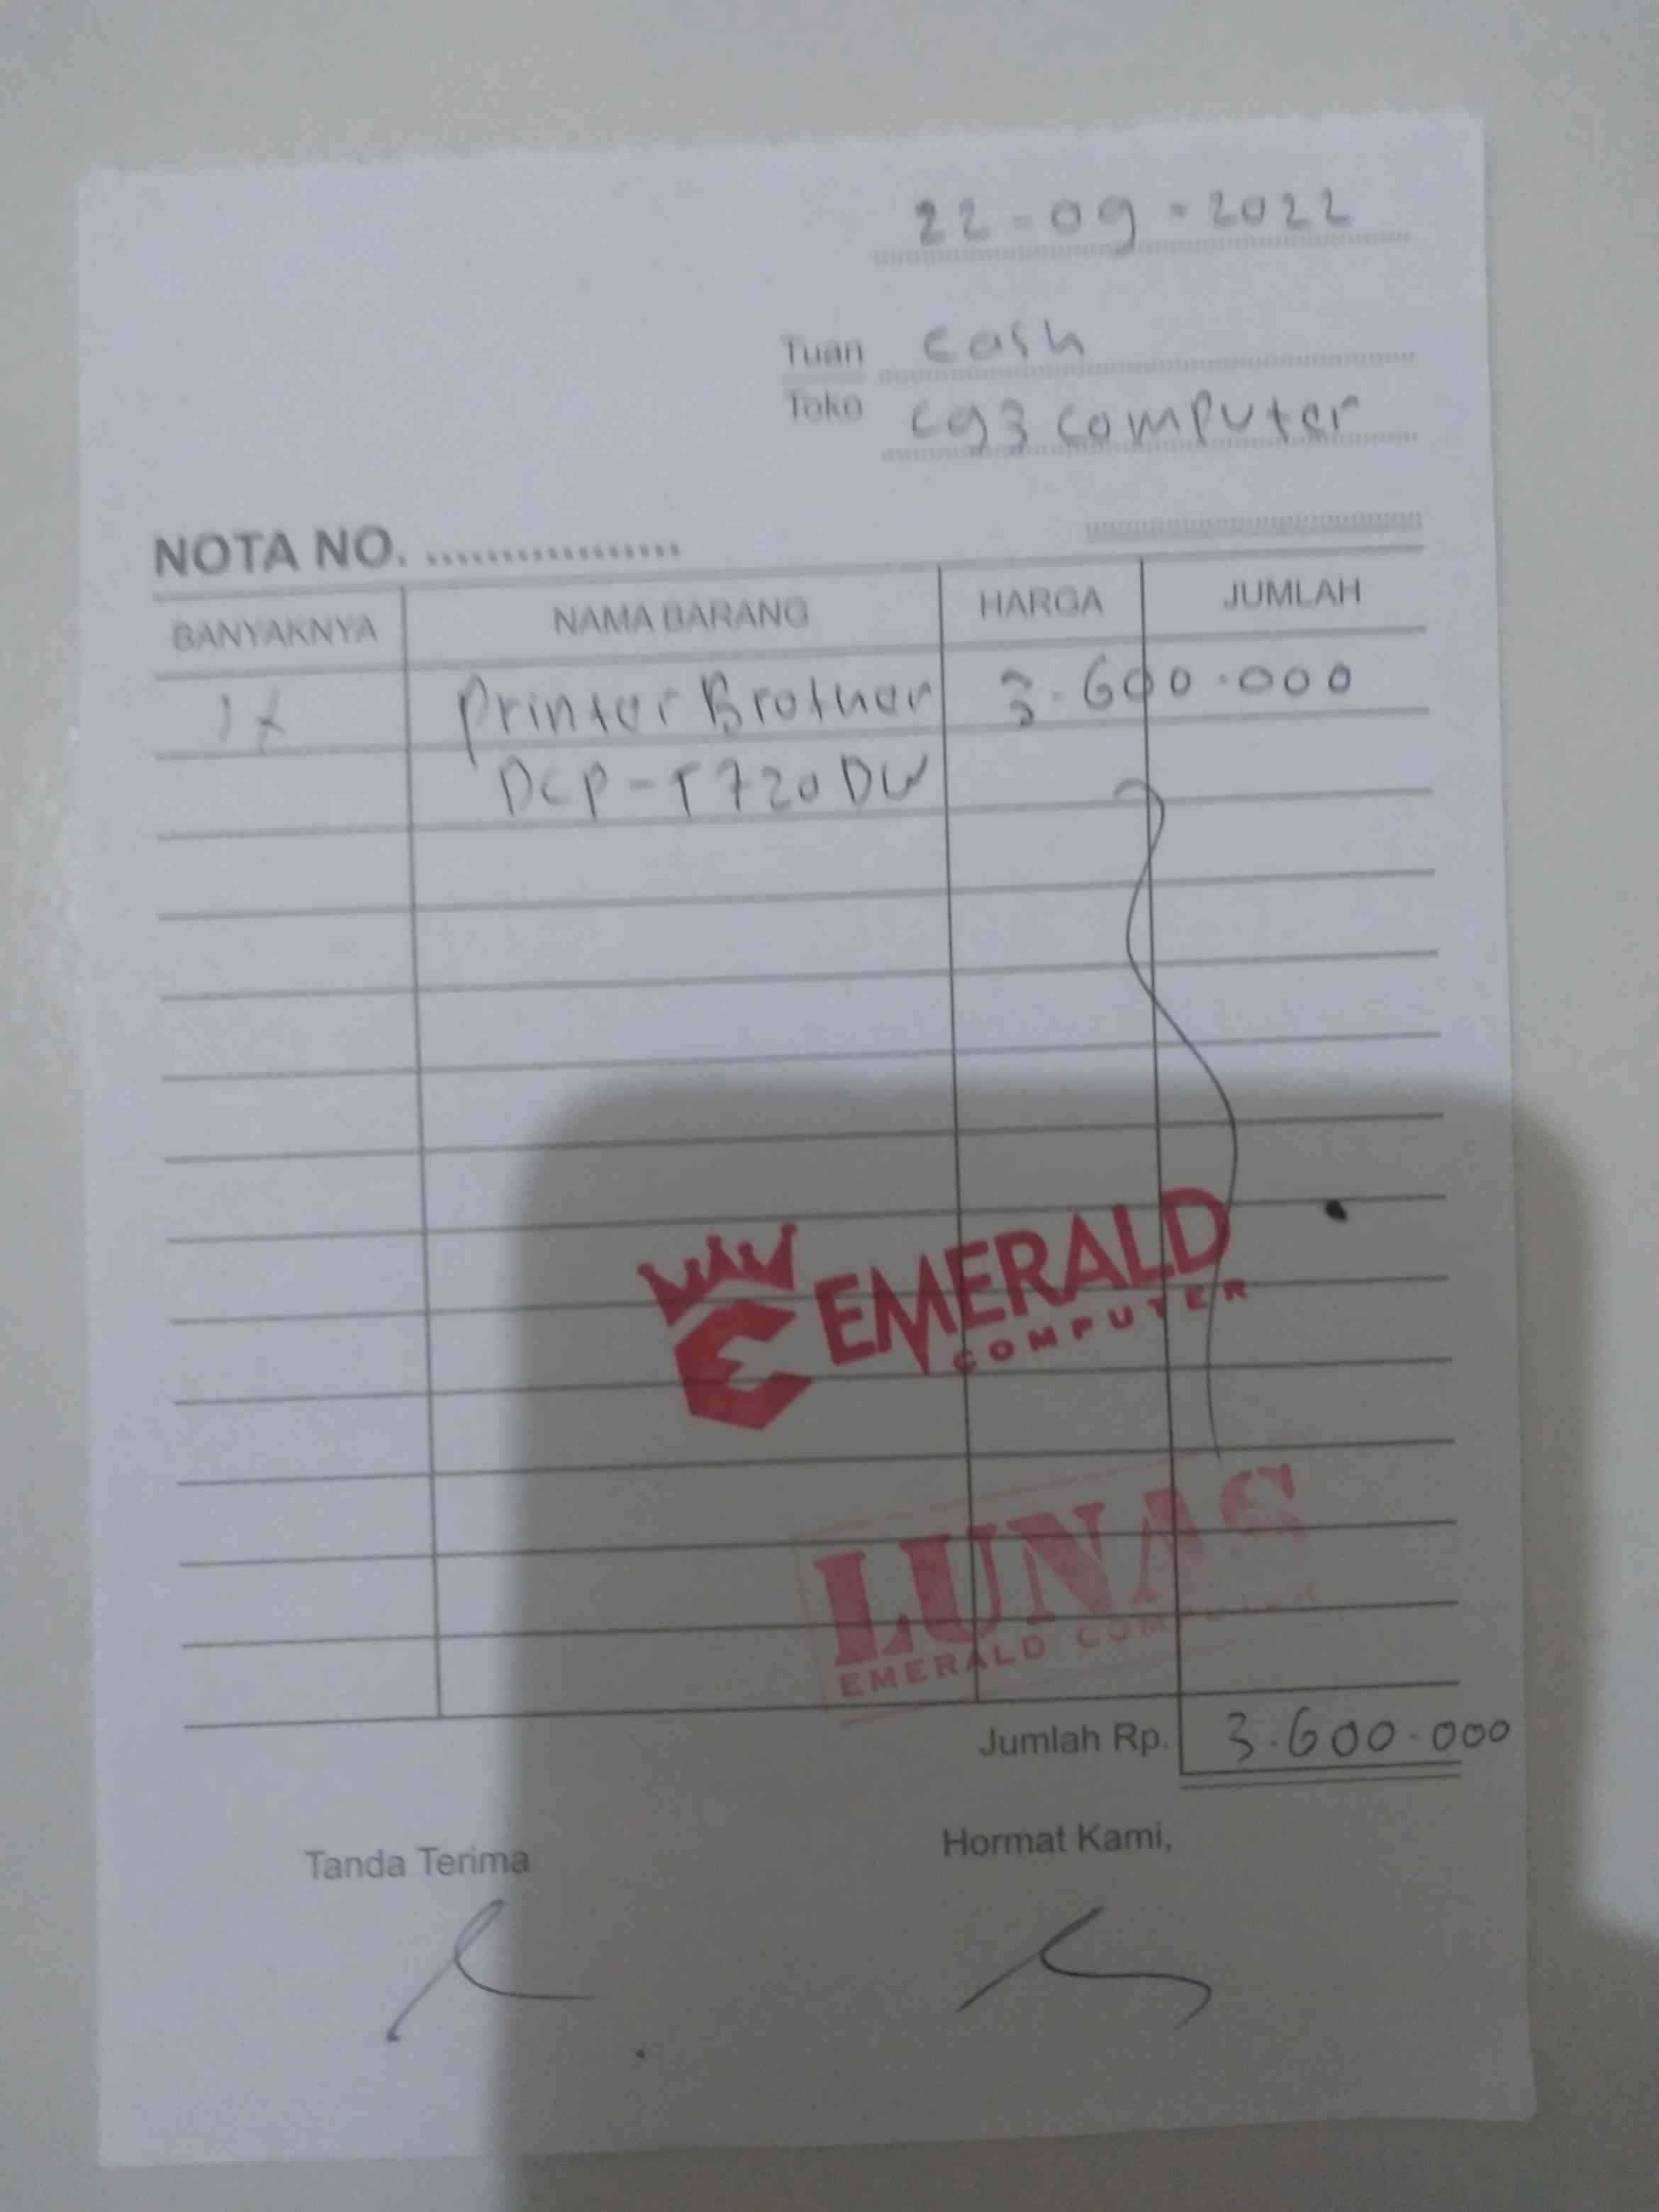 22-09-2022
Tuan cash
Toko cg3 computer
NOTA NO. .................
BANYAKNYA NAMA BARANG HARGA JUMLAH
1x Printer Brother 3.600.000
DCP-T720DW
EMERALD
COMPUTER
LUNAS
EMERALD COMPUTER
Jumlah Rp. 3.600.000
Tanda Terima Hormat Kami,